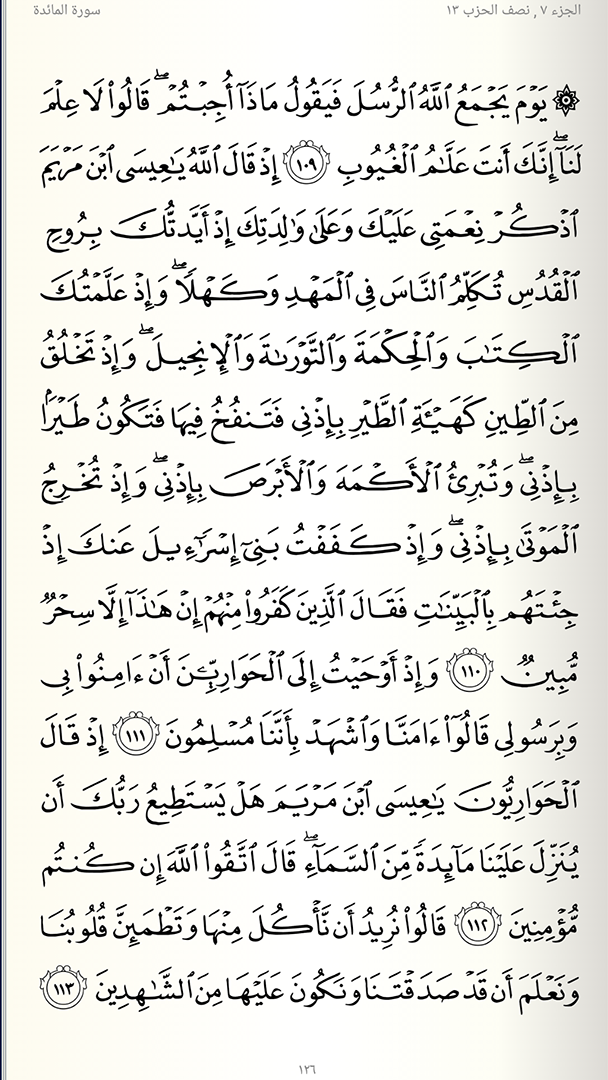 الجزء ٧ , نصف الحزب ١٣
سورة المائدة
۞ يَوْمَ يَجْمَعُ ٱللَّهُ ٱلرُّسُلَ فَيَقُولُ مَاذَآ أُجِبْتُمْ ۖ قَالُوا۟ لَا عِلْمَ
لَنَآ ۖ إِنَّكَ أَنتَ عَلَّـٰمُ ٱلْغُيُوبِ ١٠٩ إِذْ قَالَ ٱللَّهُ يَـٰعِيسَى ٱبْنَ مَرْيَمَ
ٱذْكُرْ نِعْمَتِى عَلَيْكَ وَعَلَىٰ وَٰلِدَتِكَ إِذْ أَيَّدتُّكَ بِرُوحِ
ٱلْقُدُسِ تُكَلِّمُ ٱلنَّاسَ فِى ٱلْمَهْدِ وَكَهْلًا ۖ وَإِذْ عَلَّمْتُكَ
ٱلْكِتَـٰبَ وَٱلْحِكْمَةَ وَٱلتَّوْرَىٰةَ وَٱلْإِنجِيلَ ۖ وَإِذْ تَخْلُقُ
مِنَ ٱلطِّينِ كَهَيْـَٔةِ ٱلطَّيْرِ بِإِذْنِى فَتَنفُخُ فِيهَا فَتَكُونُ طَيْرًۢا
بِإِذْنِى ۖ وَتُبْرِئُ ٱلْأَكْمَهَ وَٱلْأَبْرَصَ بِإِذْنِى ۖ وَإِذْ تُخْرِجُ
ٱلْمَوْتَىٰ بِإِذْنِى ۖ وَإِذْ كَفَفْتُ بَنِىٓ إِسْرَٰٓءِيلَ عَنكَ إِذْ
جِئْتَهُم بِٱلْبَيِّنَـٰتِ فَقَالَ ٱلَّذِينَ كَفَرُوا۟ مِنْهُمْ إِنْ هَـٰذَآ إِلَّا سِحْرٌ
مُّبِينٌ ١١٠ وَإِذْ أَوْحَيْتُ إِلَى ٱلْحَوَارِيِّـۧنَ أَنْ ءَامِنُوا۟ بِى
وَبِرَسُولِى قَالُوٓا۟ ءَامَنَّا وَٱشْهَدْ بِأَنَّنَا مُسْلِمُونَ ١١١ إِذْ قَالَ
ٱلْحَوَارِيُّونَ يَـٰعِيسَى ٱبْنَ مَرْيَمَ هَلْ يَسْتَطِيعُ رَبُّكَ أَن
يُنَزِّلَ عَلَيْنَا مَآئِدَةً مِّنَ ٱلسَّمَآءِ ۖ قَالَ ٱتَّقُوا۟ ٱللَّهَ إِن كُنتُم
مُّؤْمِنِينَ ١١٢ قَالُوا۟ نُرِيدُ أَن نَّأْكُلَ مِنْهَا وَتَطْمَئِنَّ قُلُوبُنَا
وَنَعْلَمَ أَن قَدْ صَدَقْتَنَا وَنَكُونَ عَلَيْهَا مِنَ ٱلشَّـٰهِدِينَ ١١٣
١٢٦